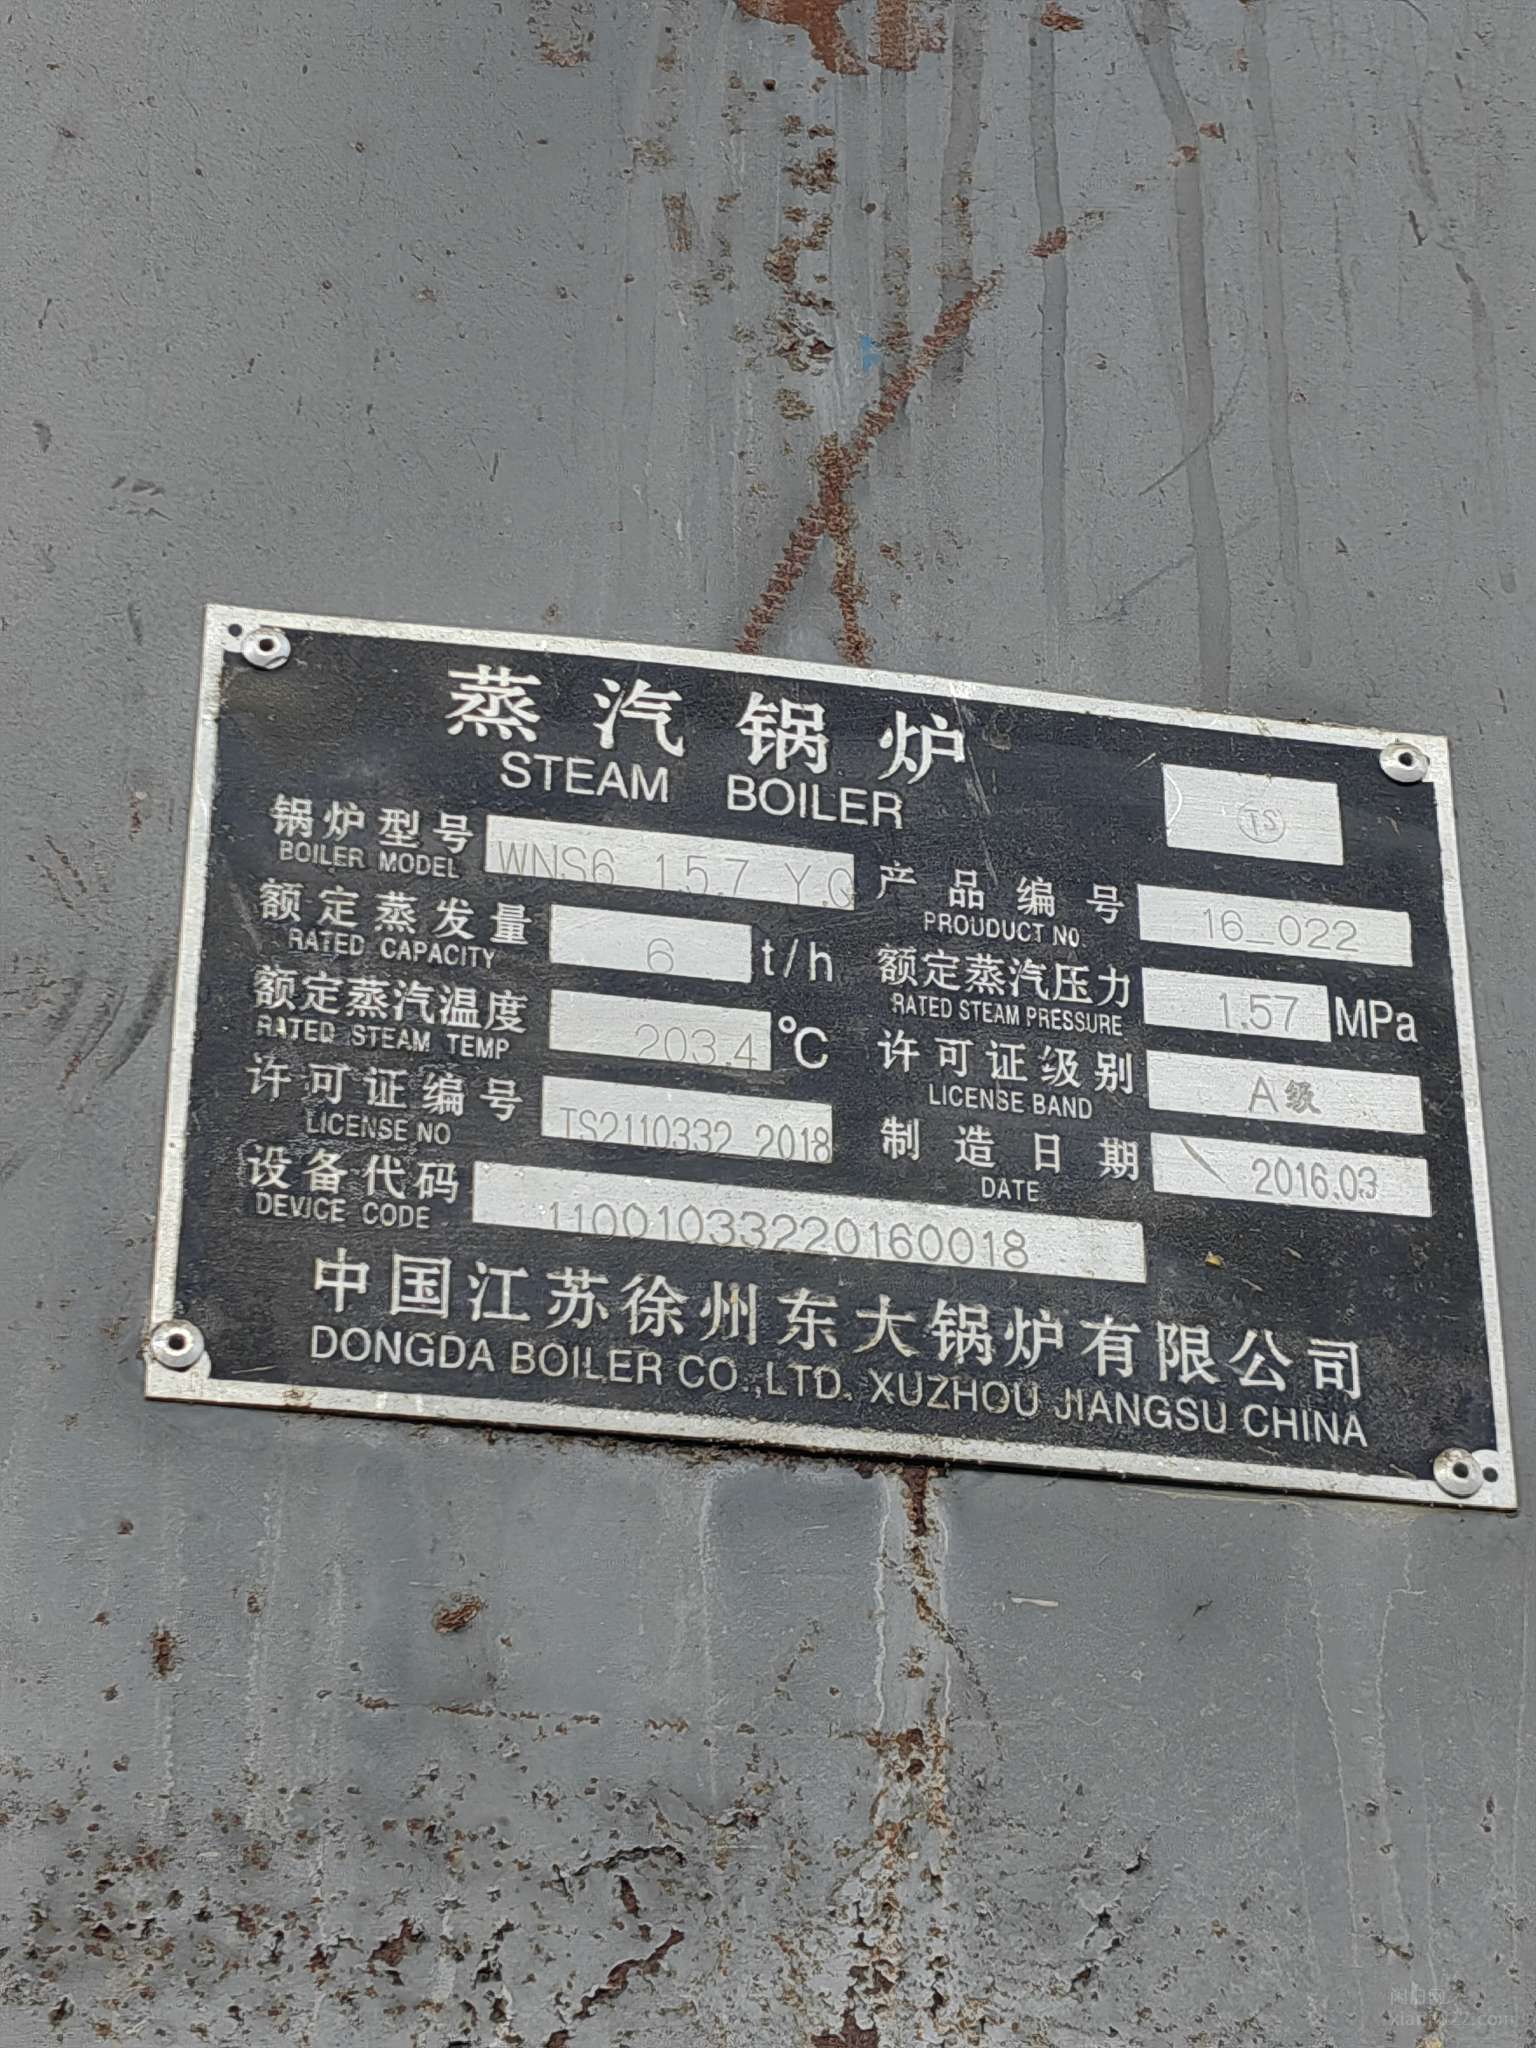 蒸汽锅炉
STEAM BOILER
TS
锅炉型号 WNS6 1.5.7 Y.Q
BOILER MODEL
产品编号 16_022
PROUDUCT NO.
额定蒸发量 6 t/h
RATED CAPACITY
额定蒸汽压力 1.57 MPa
RATED STEAM PRESSURE
额定蒸汽温度 203.4 ℃
RATED STEAM TEMP
许可证级别 A级
LICENSE BAND
许可证编号 TS2110332 2018
LICENSE NO
制造日期 2016.03
DATE
设备代码 11001033220160018
DEVICE CODE
中国江苏徐州东大锅炉有限公司
DONGDA BOILER CO.,LTD. XUZHOU JIANGSU CHINA